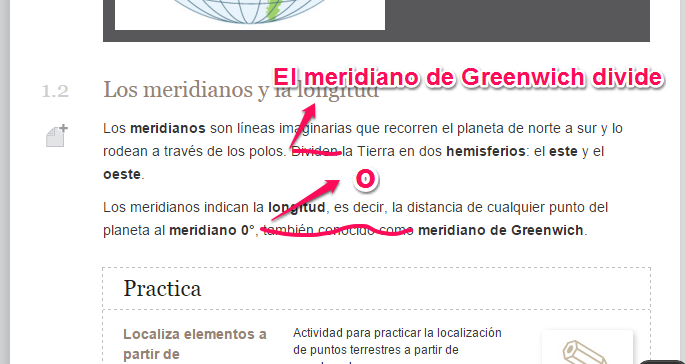 El meridiano de Greenwich divide
1.2 Los meridianos y la longitud
Los meridianos son líneas imaginarias que recorren el planeta de norte a sur y lo
rodean a través de los polos. Dividen la Tierra en dos hemisferios: el este y el
oeste.
o
Los meridianos indican la longitud, es decir, la distancia de cualquier punto del
planeta al meridiano 0°, también conocido como meridiano de Greenwich.
Practica
Localiza elementos a
partir de
Actividad para practicar la localización
de puntos terrestres a partir de